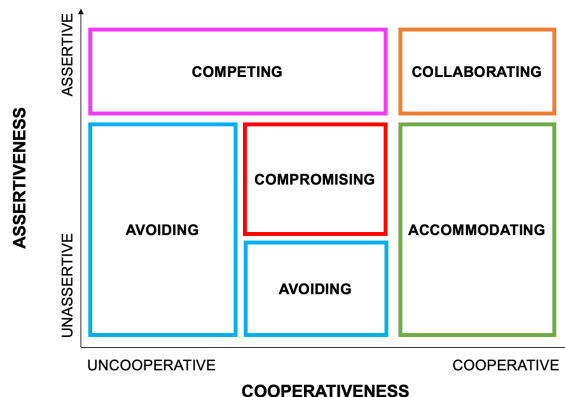 ASSERTIVENESS
ASSERTIVE
UNASSERTIVE
COMPETING
COLLABORATING
COMPROMISING
AVOIDING
ACCOMMODATING
AVOIDING
UNCOOPERATIVE
COOPERATIVE
COOPERATIVENESS